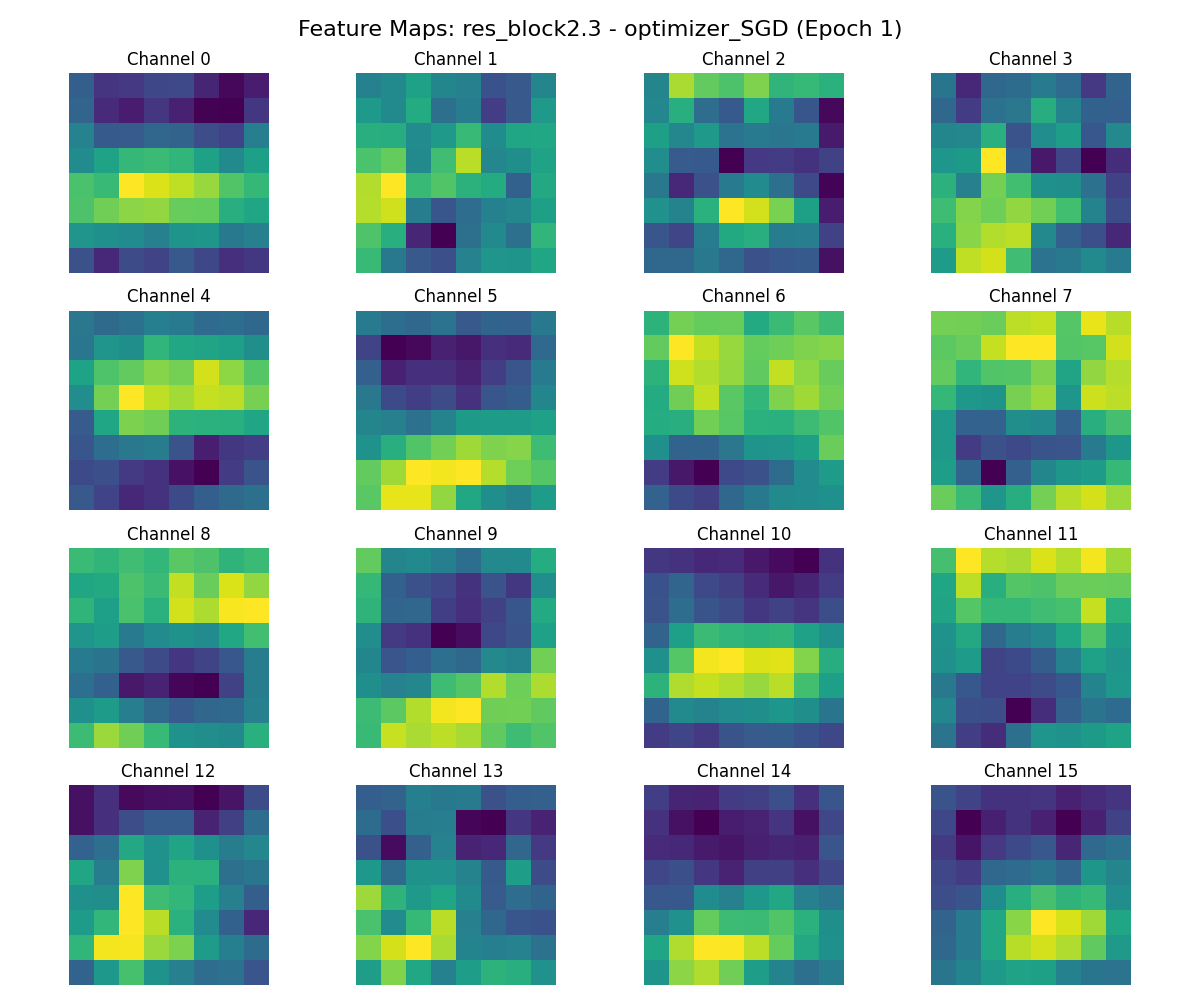 Feature Maps: res_block2.3 - optimizer_SGD (Epoch 1)
Channel 0 Channel 1 Channel 2 Channel 3
Channel 4 Channel 5 Channel 6 Channel 7
Channel 8 Channel 9 Channel 10 Channel 11
Channel 12 Channel 13 Channel 14 Channel 15